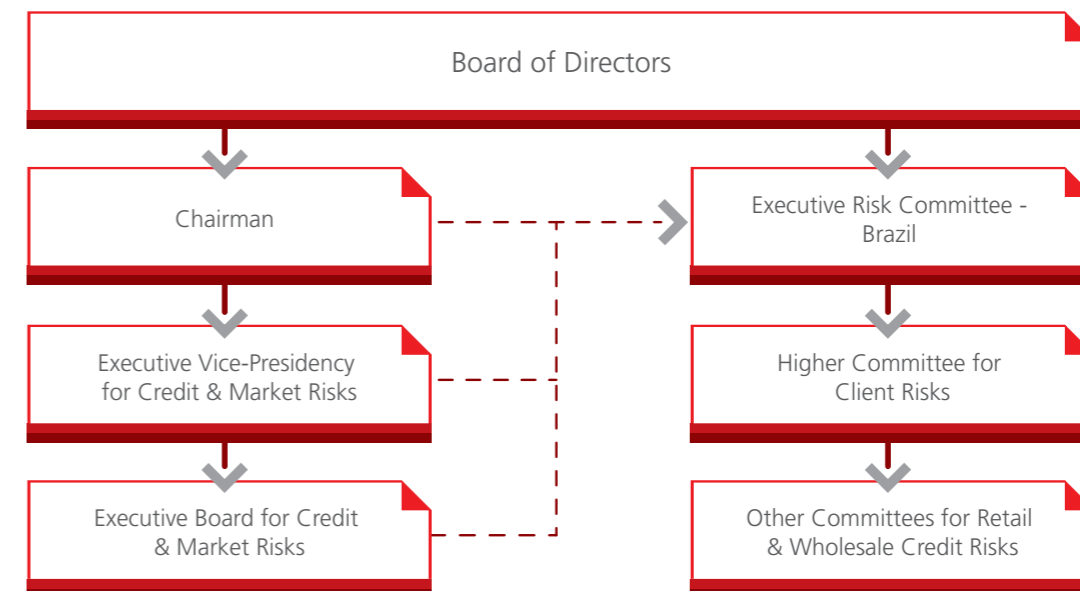 Board of Directors
Chairman
Executive Risk Committee -
Brazil
Executive Vice-Presidency
for Credit & Market Risks
Higher Committee for
Client Risks
Executive Board for Credit
& Market Risks
Other Committees for Retail
& Wholesale Credit Risks